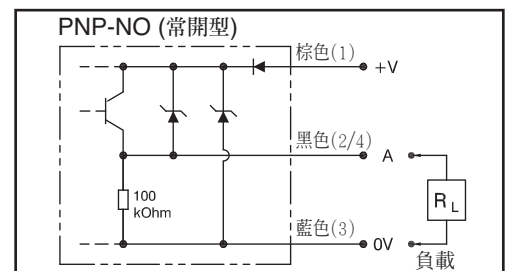 PNP-NO (常開型)
棕色(1)
+V
黑色(2/4)
A
100
kOhm
RL
藍色(3)
0V
負載